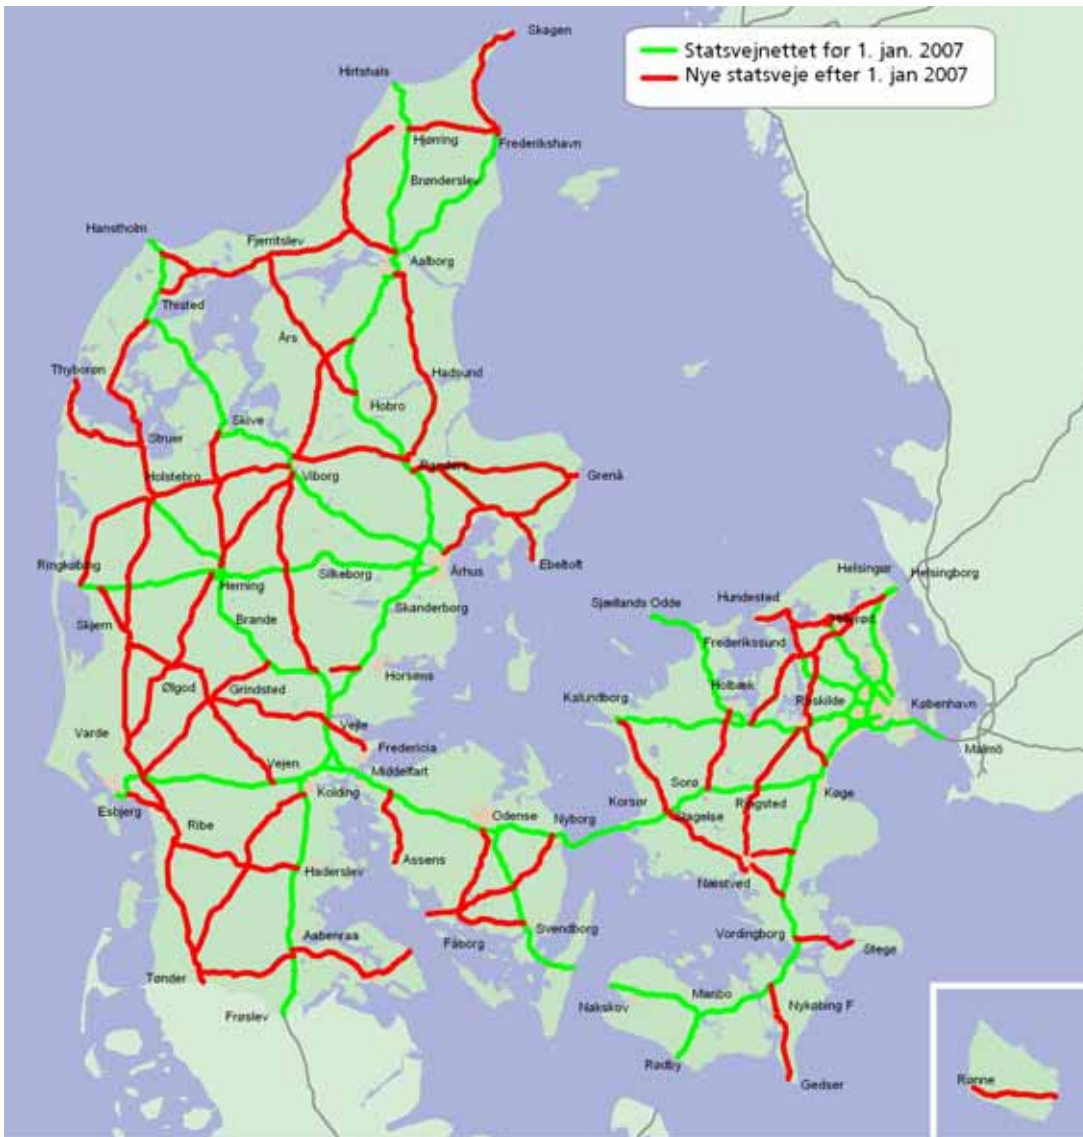 Skagen
Statsvejnettet før 1. jan. 2007
Nye statsveje efter 1. jan 2007
Hirtshals
Hjørring
Frederikshavn
Brønderslev
Hanstholm
Fjerritslev
Aalborg
Thisted
Års
Thyborøn
Hadsund
Hobro
Skive
Struer
Holstebro
Viborg
Randers
Grenå
Ringkøbing
Herning
Silkeborg
Århus
Ebeltoft
Helsingør
Helsingborg
Skanderborg
Sjællands Odde
Hundested
Hillerød
Skjern
Brande
Frederikssund
Ølgod
Grindsted
Horsens
Kalundborg
Holbæk
Roskilde
København
Varde
Vejle
Fredericia
Malmö
Vejen
Middelfart
Esbjerg
Kolding
Korsør
Sorø
Ringsted
Køge
Ribe
Odense
Nyborg
Slagelse
Assens
Haderslev
Næstved
Aabenraa
Fåborg
Svendborg
Vordingborg
Stege
Tønder
Frøslev
Nakskov
Maribo
Nykøbing F
Rødby
Gedser
Rønne